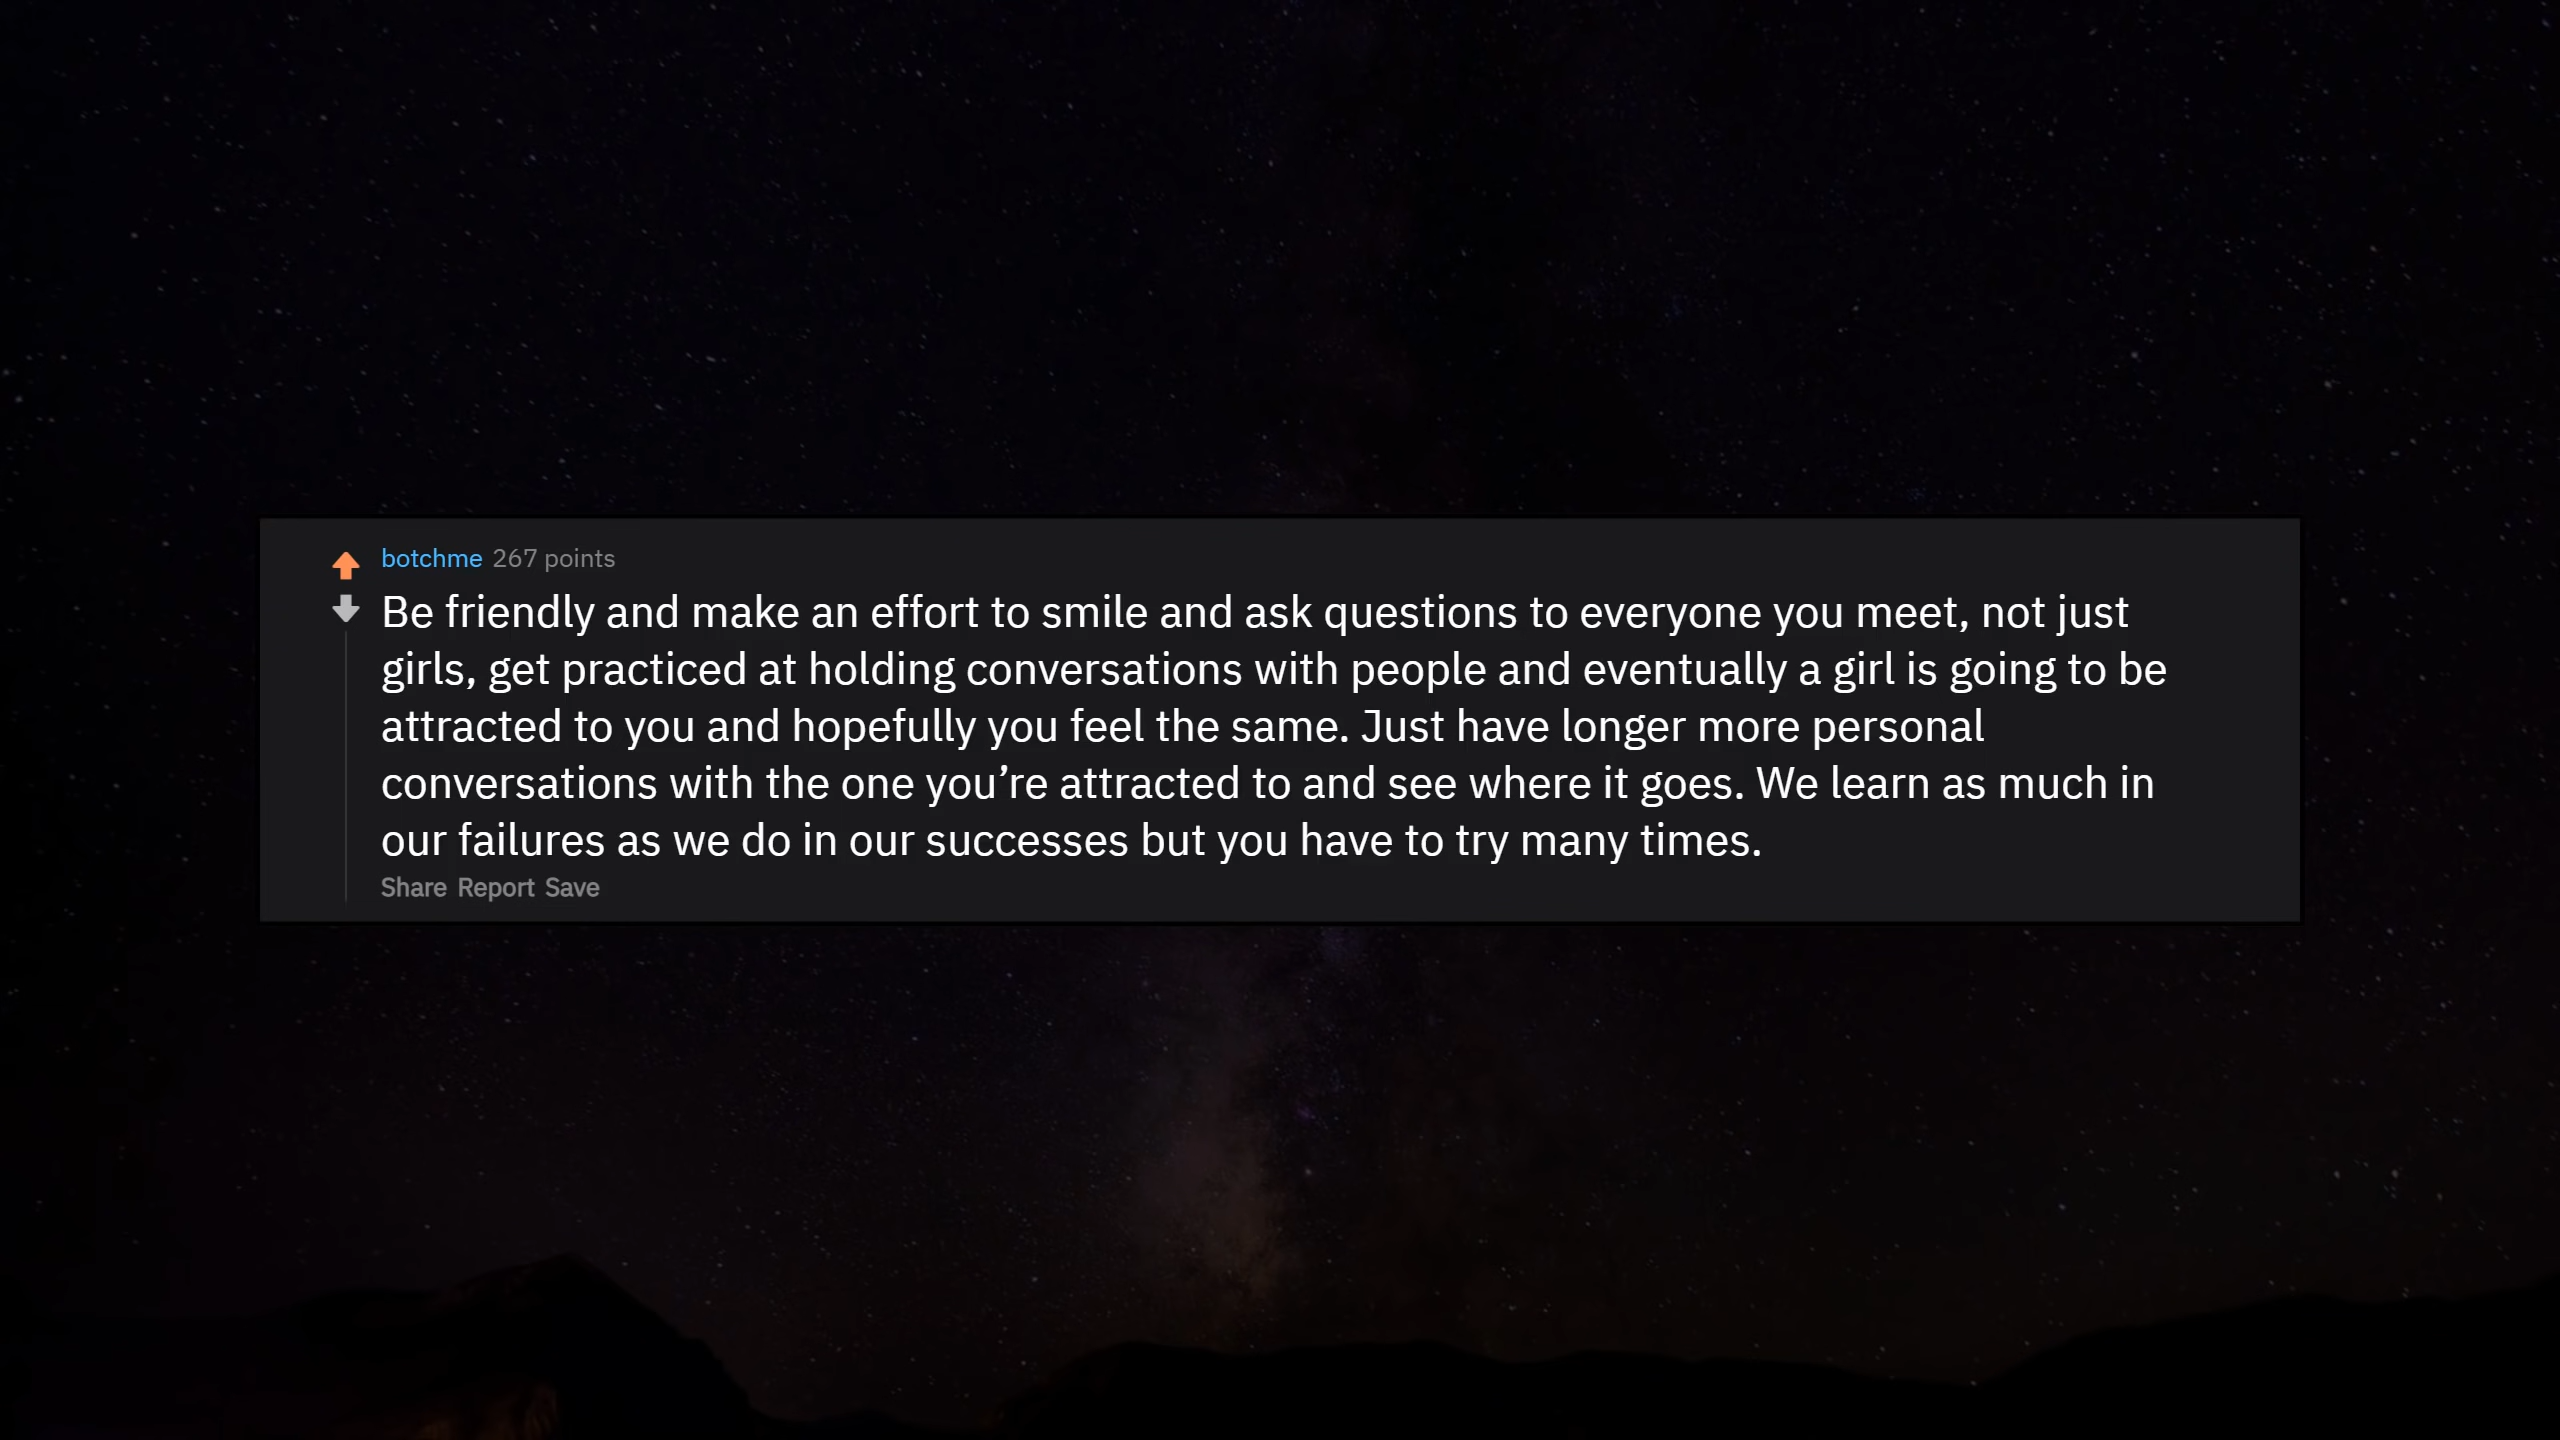 botchme 267 points
Be friendly and make an effort to smile and ask questions to everyone you meet, not just
girls, get practiced at holding conversations with people and eventually a girl is going to be
attracted to you and hopefully you feel the same. Just have longer more personal
conversations with the one you’re attracted to and see where it goes. We learn as much in
our failures as we do in our successes but you have to try many times.
Share Report Save